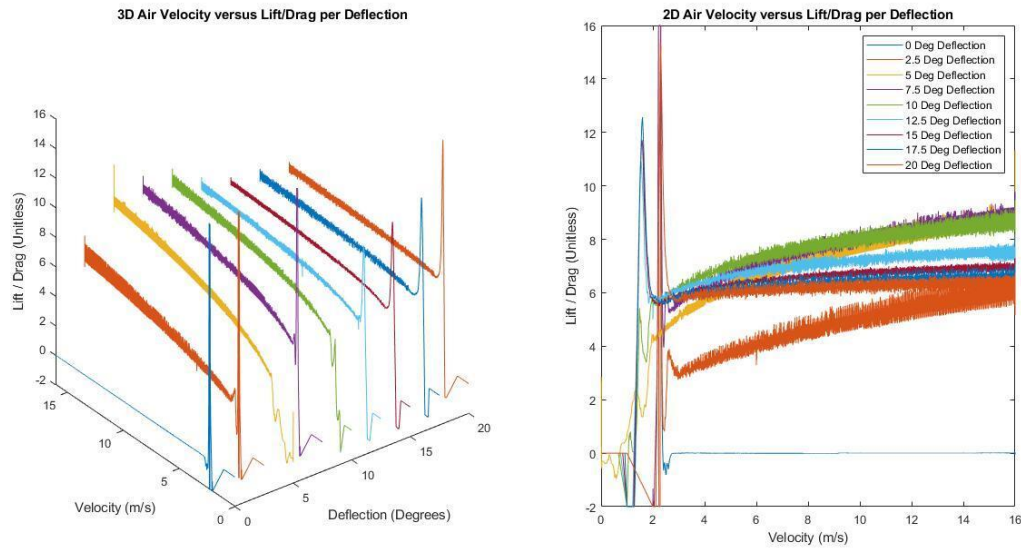 3D Air Velocity versus Lift/Drag per Deflection
16
14
12
10
8
6
4
2
0
-2
Lift / Drag (Unitless)
15
10
5
0
Velocity (m/s)
0
5
10
15
20
Deflection (Degrees)
2D Air Velocity versus Lift/Drag per Deflection
16
14
12
10
8
6
4
2
0
-2
Lift / Drag (Unitless)
0 Deg Deflection
2.5 Deg Deflection
5 Deg Deflection
7.5 Deg Deflection
10 Deg Deflection
12.5 Deg Deflection
15 Deg Deflection
17.5 Deg Deflection
20 Deg Deflection
0 2 4 6 8 10 12 14 16
Velocity (m/s)